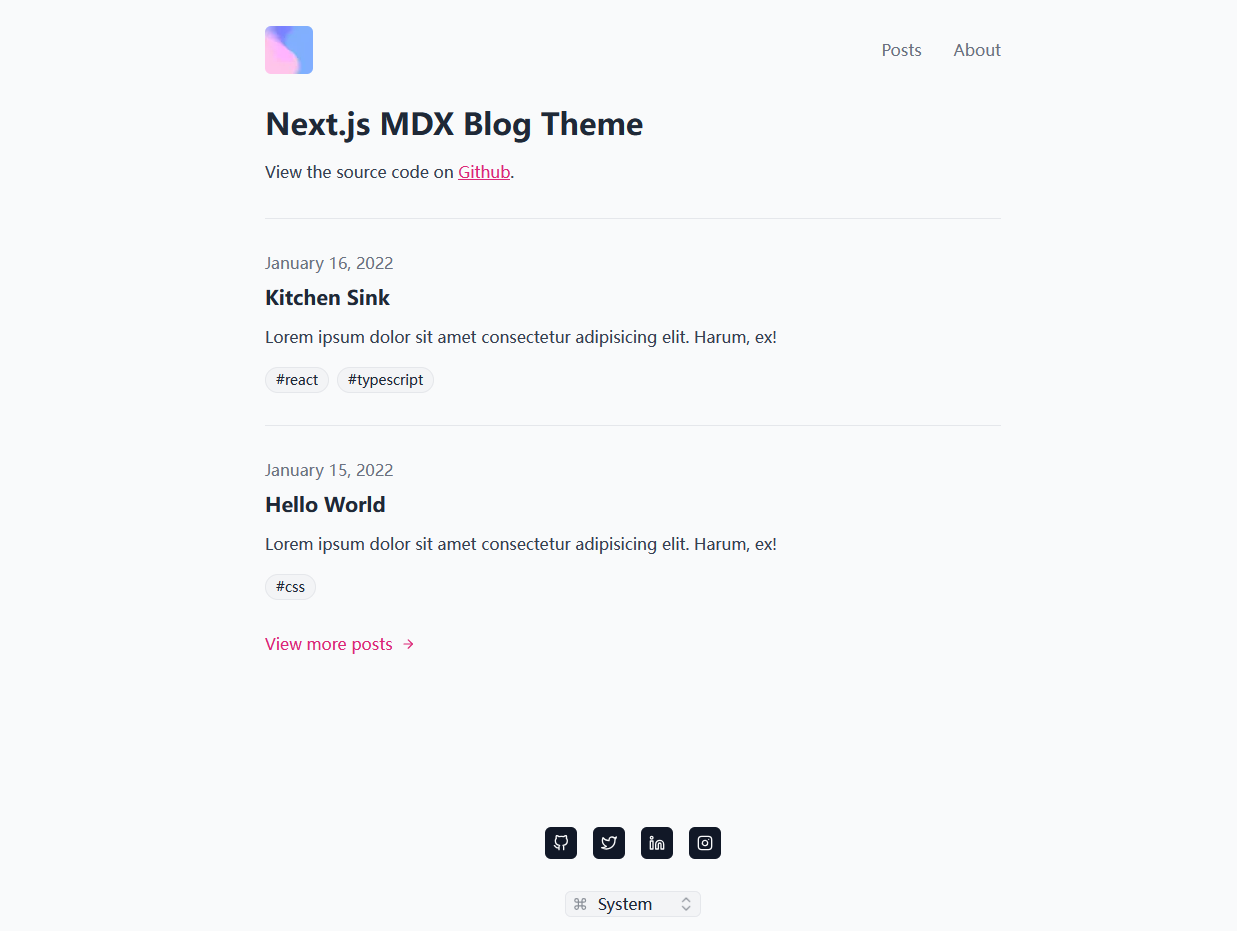 Posts About
Next.js MDX Blog Theme
View the source code on Github.
January 16, 2022
Kitchen Sink
Lorem ipsum dolor sit amet consectetur adipisicing elit. Harum, ex!
#react #typescript
January 15, 2022
Hello World
Lorem ipsum dolor sit amet consectetur adipisicing elit. Harum, ex!
#css
View more posts →
⌘ System